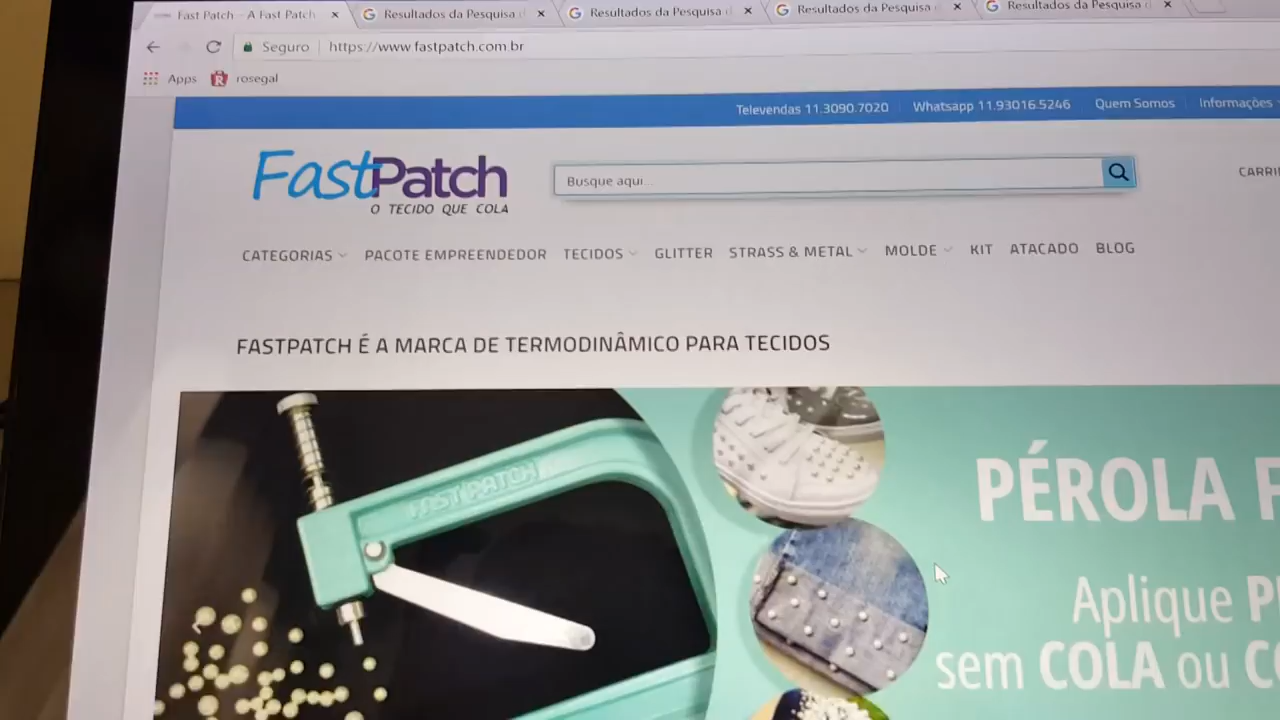 Fast Patch – A Fast Patch
Resultados da Pesquisa
Resultados da Pesquisa d
Resultados da Pesquisa
Resultados da Pesquisa
Seguro
https://www.fastpatch.com.br
Apps
rosegal
Televendas 11.3090.7020
Whatsapp 11.93016.5246
Quem Somos
Informações
FastPatch
O TECIDO QUE COLA
Busque aqui...
CARRI
CATEGORIAS
PACOTE EMPREENDEDOR
TECIDOS
GLITTER
STRASS & METAL
MOLDE
KIT
ATACADO
BLOG
FASTPATCH É A MARCA DE TERMODINÂMICO PARA TECIDOS
FAST PATCH
PÉROLA F
Aplique P
sem COLA ou C